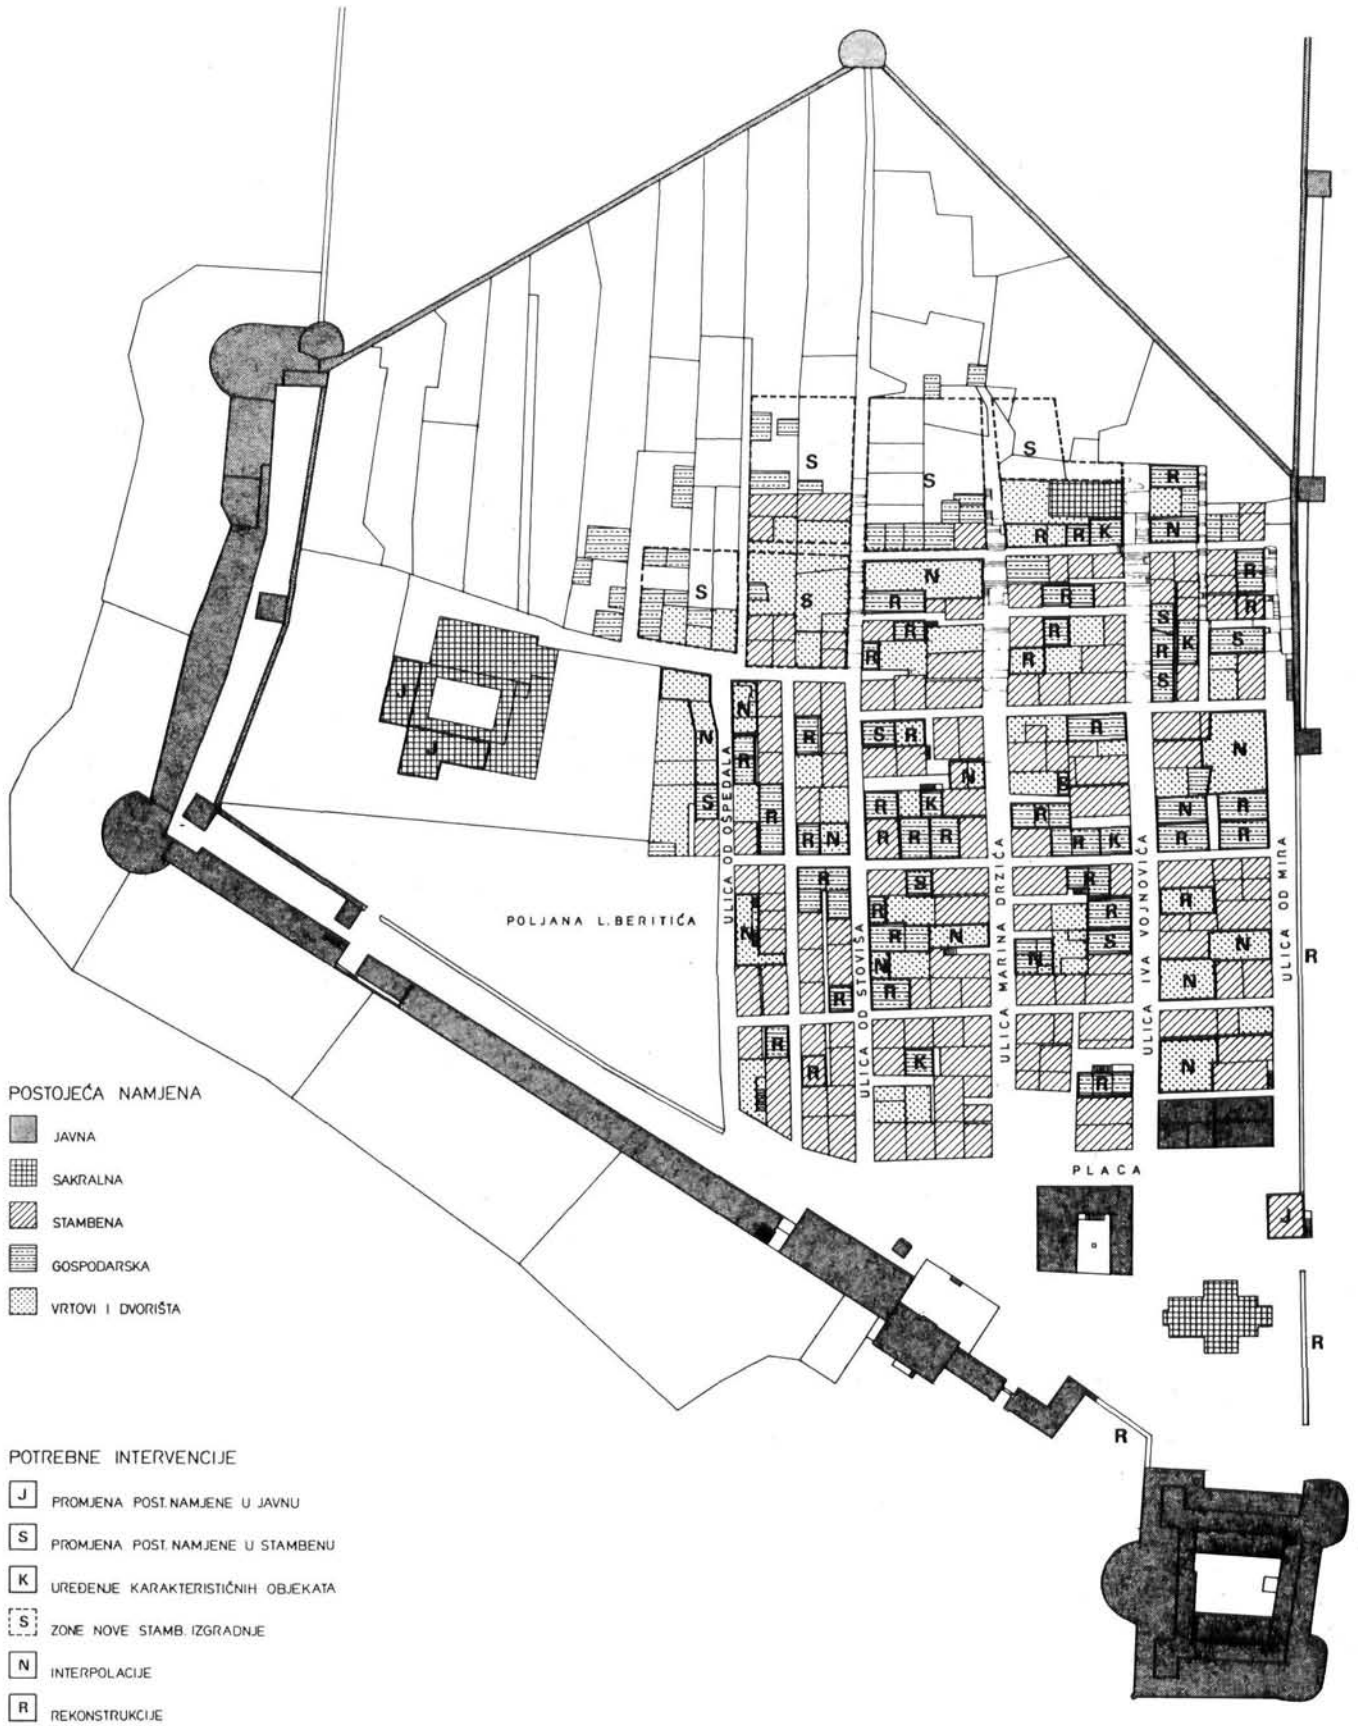 S
S
S
R
R
R
K
N
N
R
S
S
R
R
S
R
R
R
K
S
R
R
R
S
J
J
N
N
R
S
R
N
R
S
R
N
R
K
R
R
R
R
N
S
R
R
K
R
N
N
R
R
R
POLJANA L. BERITIĆA
ULICA OD OSPEDALA
ULICA OD STOVIŠA
ULICA MARINA DRZIĆA
ULICA IVA VOJNOVIĆA
ULICA OD MIRA
R
S
R
R
R
N
R
R
N
N
N
R
R
S
N
N
R
R
R
K
R
N
PLACA
J
R
R
POSTOJEĆA NAMJENA
JAVNA
SAKRALNA
STAMBENA
GOSPODARSKA
VRTOVI I DVORIŠTA
POTREBNE INTERVENCIJE
J PROMJENA POST. NAMJENE U JAVNU
S PROMJENA POST. NAMJENE U STAMBENU
K UREĐENJE KARAKTERISTIČNIH OBJEKATA
S ZONE NOVE STAMB. IZGRADNJE
N INTERPOLACIJE
R REKONSTRUKCIJE